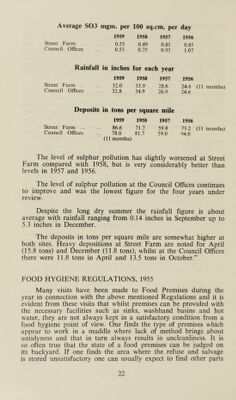 Average SO3 mgm. per 100 sq.cm. per day
1959 1958 1957 1956
Street Farm .. .. 0.55 0.49 0.81 0.85
Council Offices .. 0.53 0.75 0.93 1.07
Rainfall in inches for each year
1959 1958 1957 1956
Street Farm .. .. 32.0 33.9 28.6 24.6 (11 months)
Council Offices .. 32.8 34.9 26.9 24.6
Deposits in tons per square mile
1959 1958 1957 1956
Street Farm .. .. 86.6 71.7 59.8 73.2 (11 months)
Council Offices .. 78.0 81.7 59.0 94.0
(11 months)
The level of sulphur pollution has slightly worsened at Street
Farm compared with 1958, but is very considerably better than
levels in 1957 and 1956.
The level of sulphur pollution at the Council Offices continues
to improve and was the lowest figure for the four years under
review.
Despite the long dry summer the rainfall figure is about
average with rainfall ranging from 0.14 inches in September up to
5.3 inches in December.
The deposits in tons per square mile are somewhat higher at
both sites. Heavy depositions at Street Farm are noted for April
(15.8 tons) and December (11.8 tons), whilst at the Council Offices
there were 11.8 tons in April and 13.5 tons in October."
FOOD HYGIENE REGULATIONS, 1955
Many visits have been made to Food Premises during the
year in connection with the above mentioned Regulations and it is
evident from these visits that whilst premises can be provided with
the necessary facilities such as sinks, washhand basins and hot
water, they are not always kept in a satisfactory condition from a
food hygiene point of view. One finds the type of premises which
appear to work in a muddle where lack of method brings about
untidyness and that in turn always results in uncleanliness. It is
so often true that the state of a food premises can be judged on
its backyard. If one finds the area where the refuse and salvage
is stored unsatisfactory one can usually expect to find other parts
22